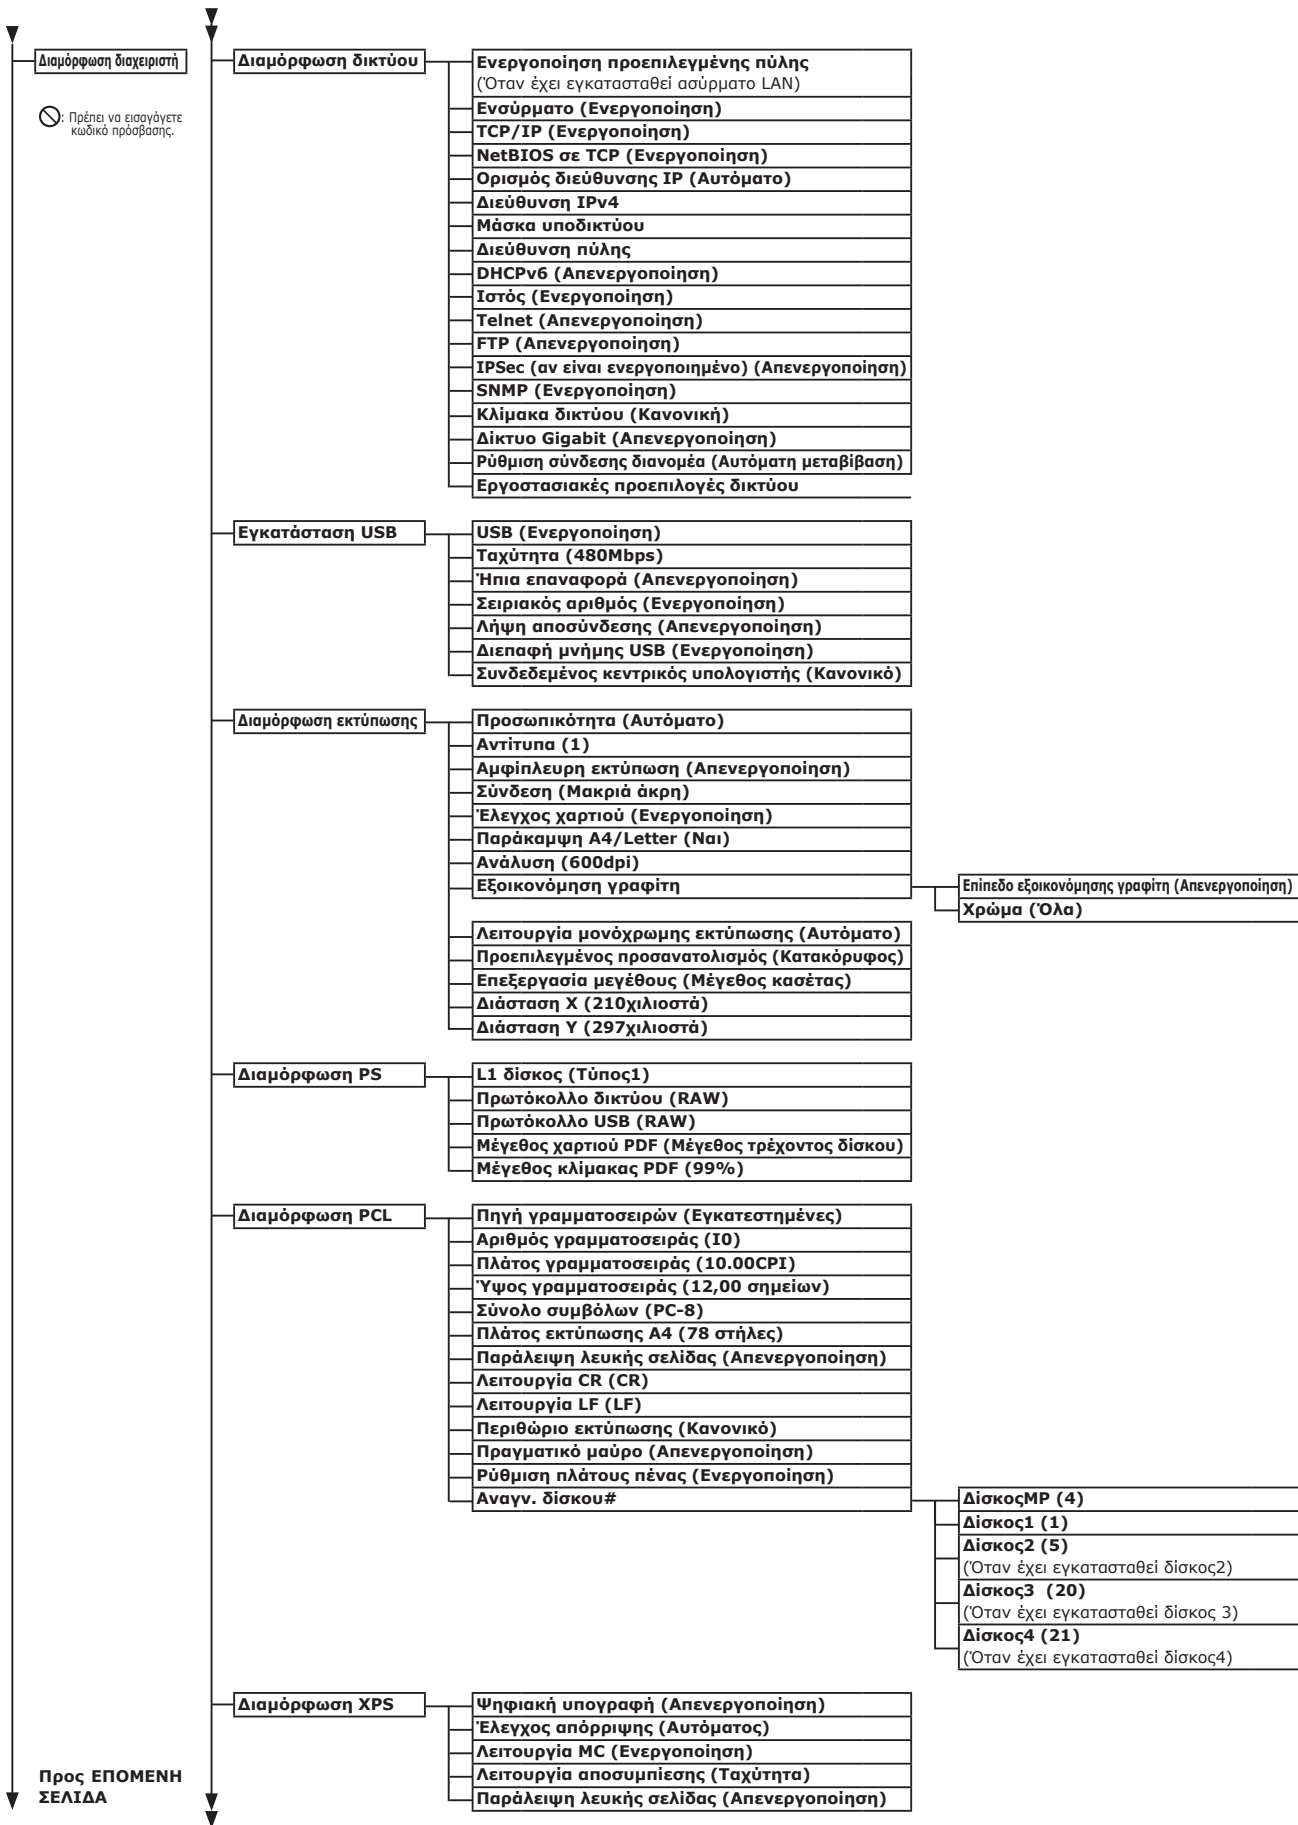 Διαμόρφωση διαχειριστή
: Πρέπει να εισαγάγετε
κωδικό πρόσβασης.
Διαμόρφωση δικτύου
Ενεργοποίηση προεπιλεγμένης πύλης
(Όταν έχει εγκατασταθεί ασύρματο LAN)
Ενσύρματο (Ενεργοποίηση)
TCP/IP (Ενεργοποίηση)
NetBIOS σε TCP (Ενεργοποίηση)
Ορισμός διεύθυνσης IP (Αυτόματο)
Διεύθυνση IPv4
Μάσκα υποδικτύου
Διεύθυνση πύλης
DHCPv6 (Απενεργοποίηση)
Ιστός (Ενεργοποίηση)
Telnet (Απενεργοποίηση)
FTP (Απενεργοποίηση)
IPSec (αν είναι ενεργοποιημένο) (Απενεργοποίηση)
SNMP (Ενεργοποίηση)
Κλίμακα δικτύου (Κανονική)
Δίκτυο Gigabit (Απενεργοποίηση)
Ρύθμιση σύνδεσης διανομέα (Αυτόματη μεταβίβαση)
Εργοστασιακές προεπιλογές δικτύου
Εγκατάσταση USB
USB (Ενεργοποίηση)
Ταχύτητα (480Mbps)
Ήπια επαναφορά (Απενεργοποίηση)
Σειριακός αριθμός (Ενεργοποίηση)
Λήψη αποσύνδεσης (Απενεργοποίηση)
Διεπαφή μνήμης USB (Ενεργοποίηση)
Συνδεδεμένος κεντρικός υπολογιστής (Κανονικό)
Διαμόρφωση εκτύπωσης
Προσωπικότητα (Αυτόματο)
Αντίτυπα (1)
Αμφίπλευρη εκτύπωση (Απενεργοποίηση)
Σύνδεση (Μακριά άκρη)
Έλεγχος χαρτιού (Ενεργοποίηση)
Παράκαμψη A4/Letter (Ναι)
Ανάλυση (600dpi)
Εξοικονόμηση γραφίτη
Επίπεδο εξοικονόμησης γραφίτη (Απενεργοποίηση)
Χρώμα (Όλα)
Λειτουργία μονόχρωμης εκτύπωσης (Αυτόματο)
Προεπιλεγμένος προσανατολισμός (Κατακόρυφος)
Επεξεργασία μεγέθους (Μέγεθος κασέτας)
Διάσταση X (210χιλιοστά)
Διάσταση Y (297χιλιοστά)
Διαμόρφωση PS
L1 δίσκος (Τύπος1)
Πρωτόκολλο δικτύου (RAW)
Πρωτόκολλο USB (RAW)
Μέγεθος χαρτιού PDF (Μέγεθος τρέχοντος δίσκου)
Μέγεθος κλίμακας PDF (99%)
Διαμόρφωση PCL
Πηγή γραμματοσειρών (Εγκατεστημένες)
Αριθμός γραμματοσειράς (I0)
Πλάτος γραμματοσειράς (10.00CPI)
Ύψος γραμματοσειράς (12,00 σημείων)
Σύνολο συμβόλων (PC-8)
Πλάτος εκτύπωσης A4 (78 στήλες)
Παράλειψη λευκής σελίδας (Απενεργοποίηση)
Λειτουργία CR (CR)
Λειτουργία LF (LF)
Περιθώριο εκτύπωσης (Κανονικό)
Πραγματικό μαύρο (Απενεργοποίηση)
Ρύθμιση πλάτους πένας (Ενεργοποίηση)
Αναγν. δίσκου#
ΔίσκοςMP (4)
Δίσκος1 (1)
Δίσκος2 (5)
(Όταν έχει εγκατασταθεί δίσκος2)
Δίσκος3 (20)
(Όταν έχει εγκατασταθεί δίσκος 3)
Δίσκος4 (21)
(Όταν έχει εγκατασταθεί δίσκος4)
Διαμόρφωση XPS
Ψηφιακή υπογραφή (Απενεργοποίηση)
Έλεγχος απόρριψης (Αυτόματος)
Λειτουργία MC (Ενεργοποίηση)
Λειτουργία αποσυμπίεσης (Ταχύτητα)
Παράλειψη λευκής σελίδας (Απενεργοποίηση)
Προς ΕΠΟΜΕΝΗ
ΣΕΛΙΔΑ